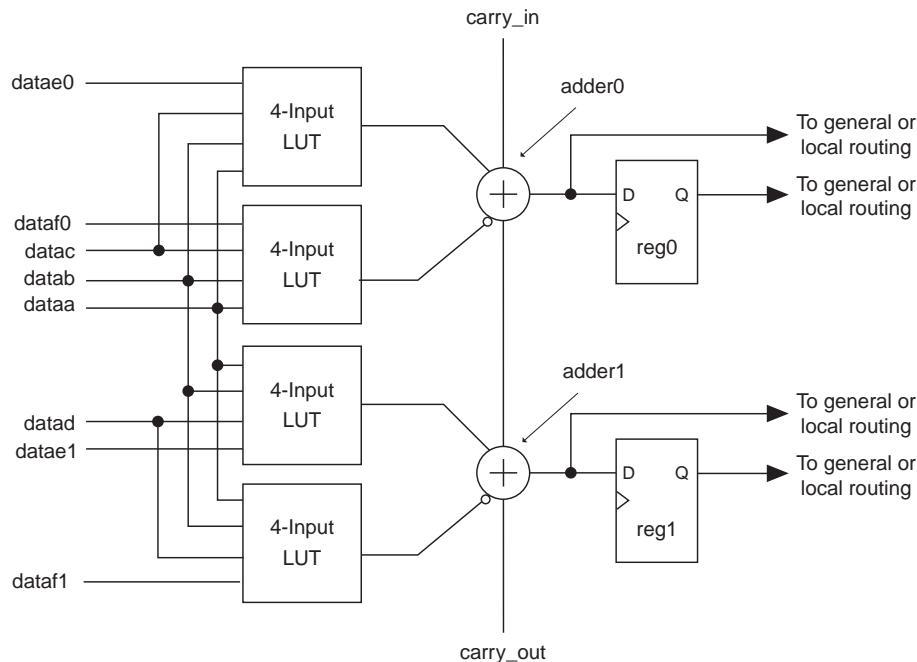 carry_in
datae0
4-Input
LUT
adder0
To general or
local routing
dataf0
datac
datab
dataa
4-Input
LUT
D
Q
reg0
To general or
local routing
4-Input
LUT
adder1
datad
datae1
To general or
local routing
4-Input
LUT
D
Q
reg1
To general or
local routing
dataf1
carry_out